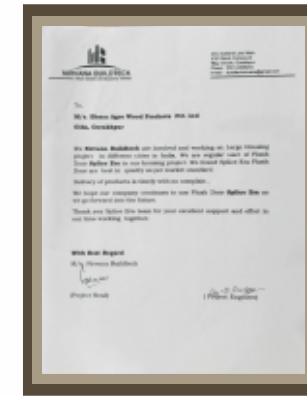 NIRVANA BUILDTECH
To,
M/s. Agro Wood Products Pvt. Ltd
Gida, Gorakhpur
We Nirvana Buildtech are involved and working on Large Housing
project in different cities in India. We are regular user of Flush
Door Splice Eco in our housing project. We found Splice Eco Flush
Door are best in quality as per market standard.
Delivery of products is timely with no complain.
We hope our company continues to use Flush Door Splice Eco as
we go forward into the future.
Thank you Splice Eco team for your excellent support and effort in
our time working together.
With Best Regard
M/s. Nirvana Buildtech
(Project Head)
(Project Engineer)